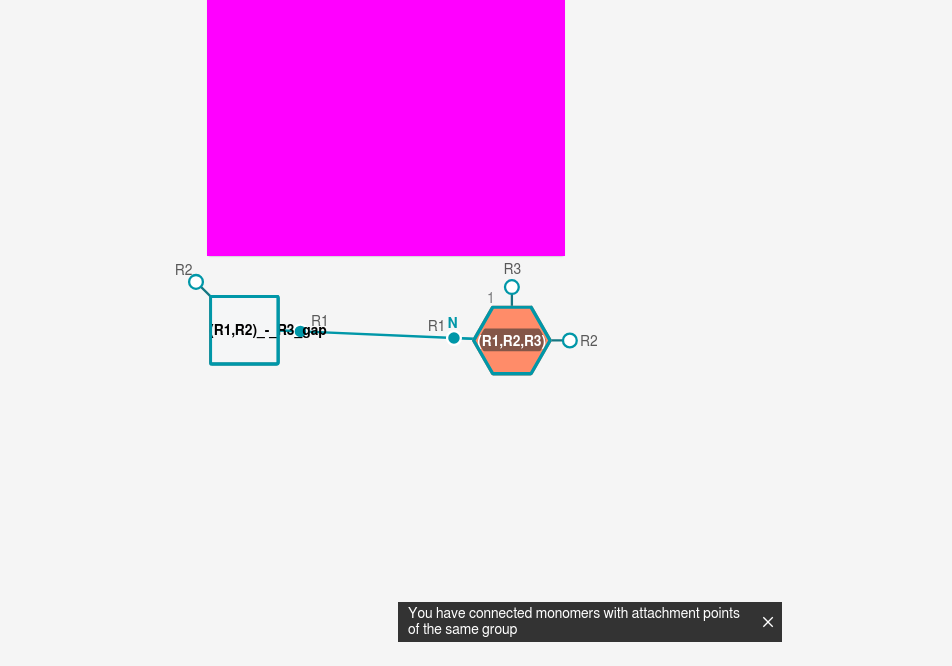 R2
R3
1
(R1,R2)_-_R3_gap
R1
R1
N
R1,R2,R3
R2
You have connected monomers with attachment points
of the same group